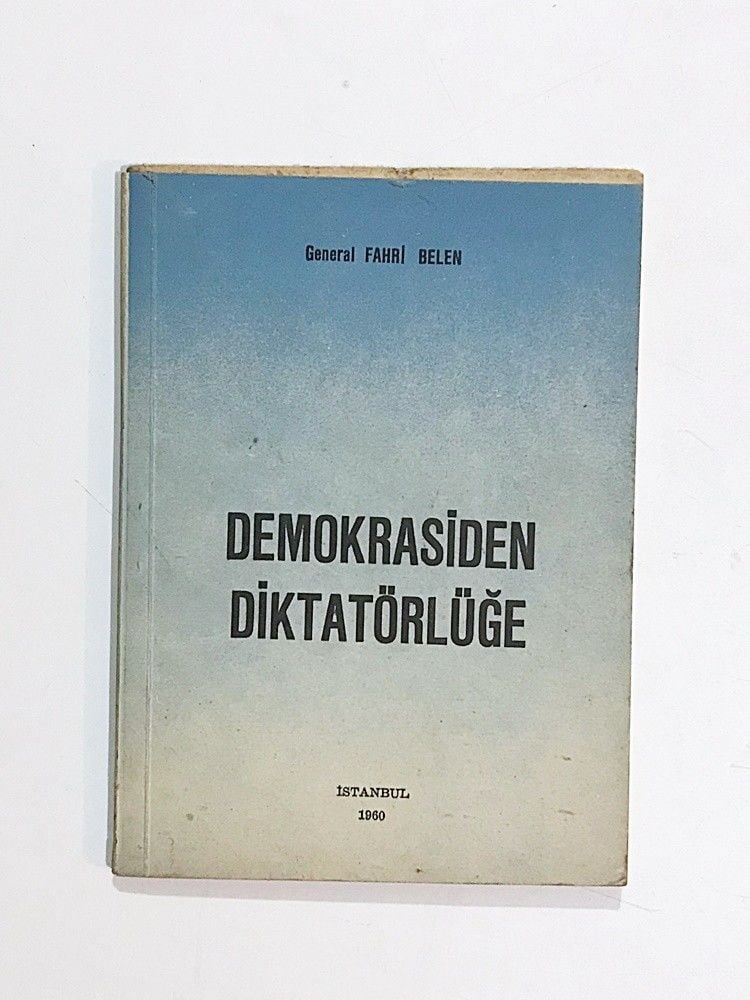 General FAHRİ BELEN
DEMOKRASİDEN
DİKTATÖRLÜĞE
İSTANBUL
1960